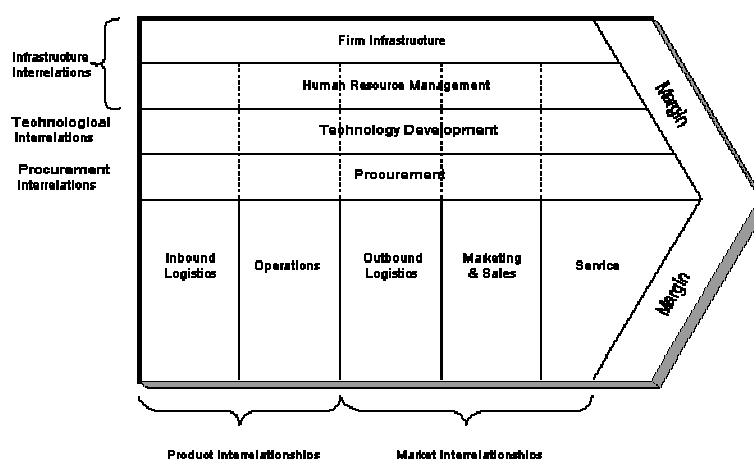 Firm Infrastructure
Infrastructure
Interrelations
Human Resource Management
Technological
Interrelations
Technology Development
Procurement
Interrelations
Procurement
Margin
Inbound
Logistics
Operations
Outbound
Logistics
Marketing
& Sales
Service
Margin
Product Interrelationships
Market Interrelationships